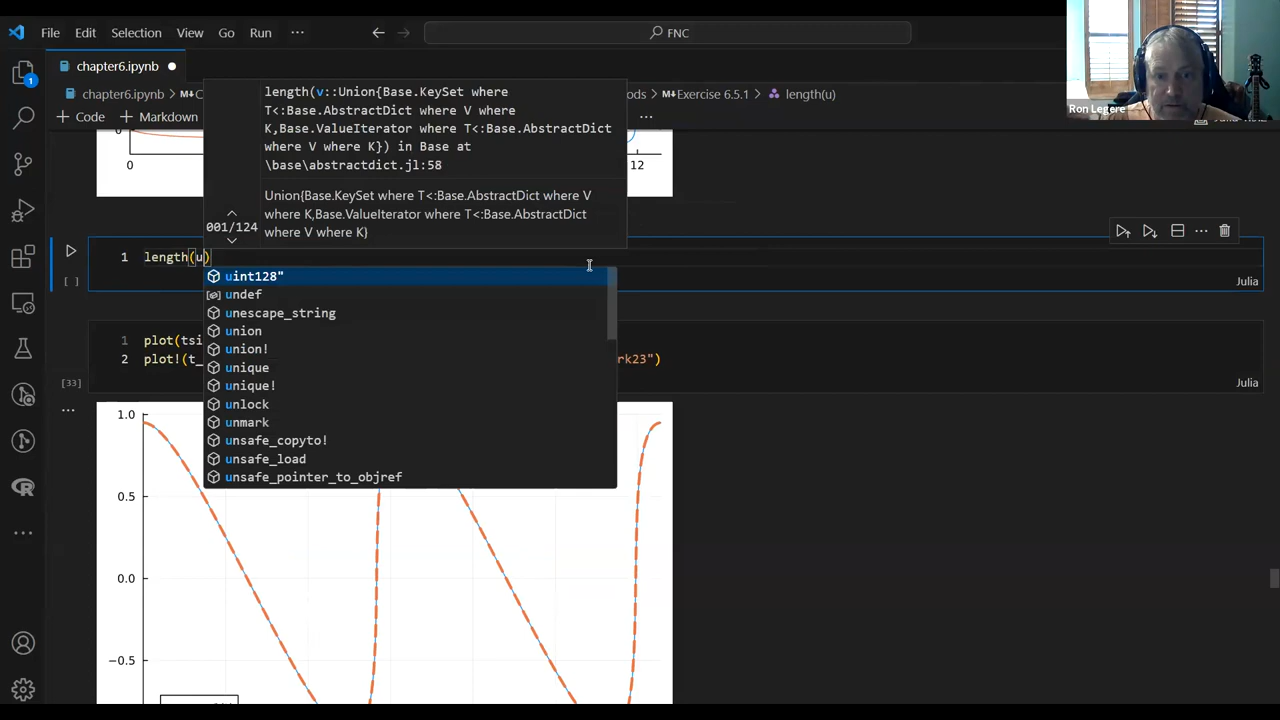 File Edit Selection View Go Run ··· FNC
Ron Legere
chapter6.ipynb
chapter6.ipynb > M↓ C
ods > Exercise 6.5.1 > length(u)
+ Code + Markdown ···
1
length(v::Union{Base.KeySet where
T<:Base.AbstractDict where V where
K,Base.ValueIterator where T<:Base.AbstractDict
where V where K}) in Base at
\base\abstractdict.jl:58
0 12
Union{Base.KeySet where T<:Base.AbstractDict where V
where K,Base.ValueIterator where T<:Base.AbstractDict
where V where K}
001/124
1 length(u)
[ ] Julia
uint128"
undef
unescape_string
union
union!
unique
unique!
unlock
unmark
unsafe_copyto!
unsafe_load
unsafe_pointer_to_objref
1 plot(tsi
2 plot!(t_ rk23")
[33] Julia
...
1.0
0.5
0.0
−0.5